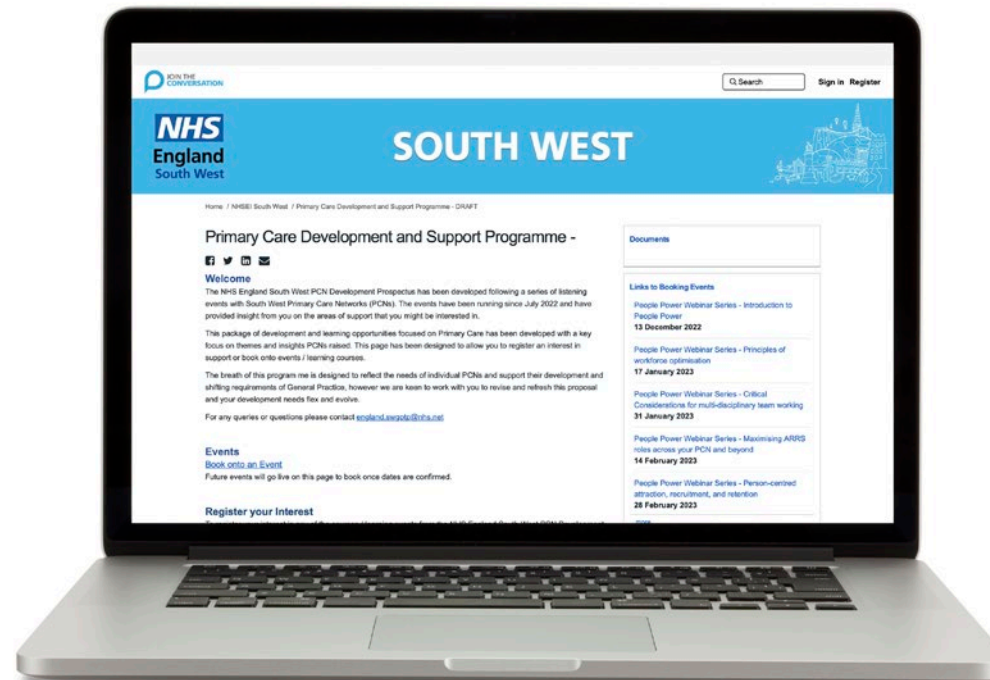 JOIN THE
CONVERSATION
Search
Sign in Register
NHS
England
South West
SOUTH WEST
Home / NHSEI South West / Primary Care Development and Support Programme - DRAFT
Primary Care Development and Support Programme -
Welcome
The NHS England South West PCN Development Prospectus has been developed following a series of listening
events with South West Primary Care Networks (PCNs). The events have been running since July 2022 and have
provided insight from you on the areas of support that you might be interested in.
This package of development and learning opportunities focused on Primary Care has been developed with a key
focus on themes and insights PCNs raised. This page has been designed to allow you to register an interest in
support or book onto events / learning courses.
The breath of this program me is designed to reflect the needs of individual PCNs and support their development and
shifting requirements of General Practice, however we are keen to work with you to revise and refresh this proposal
and your development needs flex and evolve.
For any queries or questions please contact england.swgptp@nhs.net
Events
Book onto an Event
Future events will go live on this page to book once dates are confirmed.
Register your Interest
Documents
Links to Booking Events
People Power Webinar Series - Introduction to
People Power
13 December 2022
People Power Webinar Series - Principles of
workforce optimisation
17 January 2023
People Power Webinar Series - Critical
Considerations for multi-disciplinary team working
31 January 2023
People Power Webinar Series - Maximising ARRS
roles across your PCN and beyond
14 February 2023
People Power Webinar Series - Person-centred
attraction, recruitment, and retention
28 February 2023